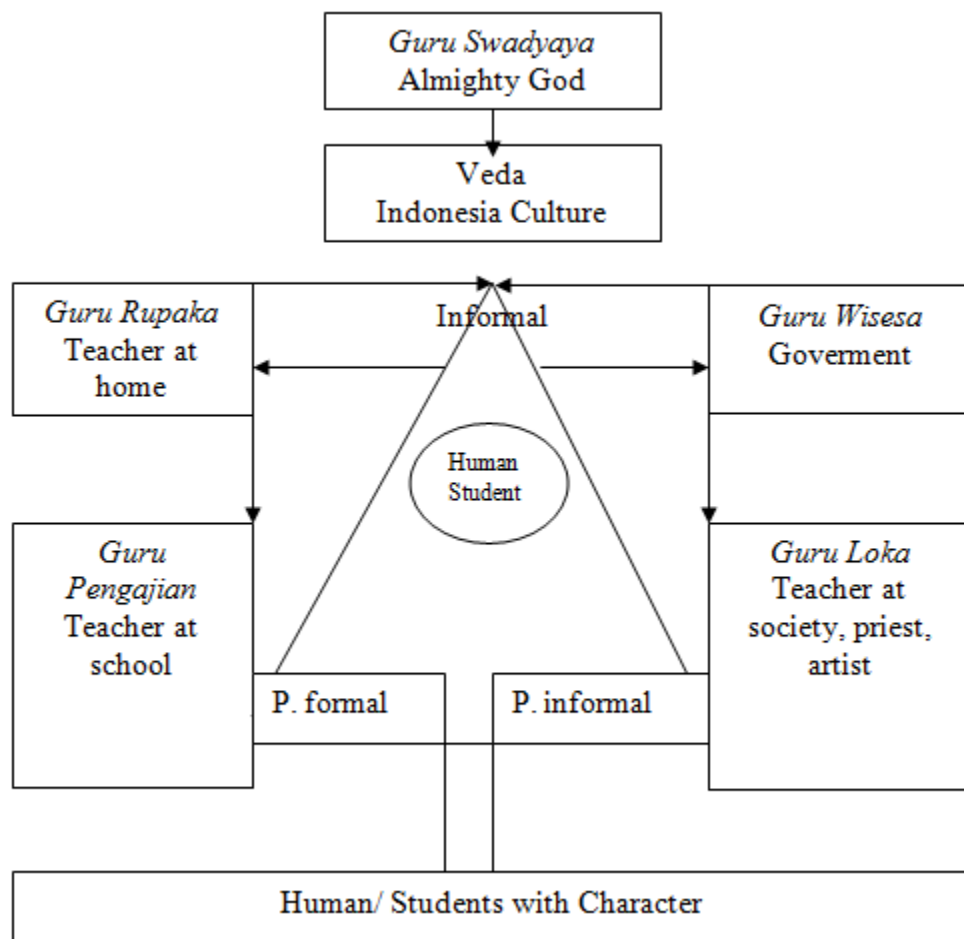 Guru Swadyaya
Almighty God
Veda
Indonesia Culture
Informal
Guru Rupaka
Teacher at
home
Guru Wisesa
Goverment
Human
Student
Guru
Pengajian
Teacher at
school
Guru Loka
Teacher at
society, priest,
artist
P. formal
P. informal
Human/ Students with Character